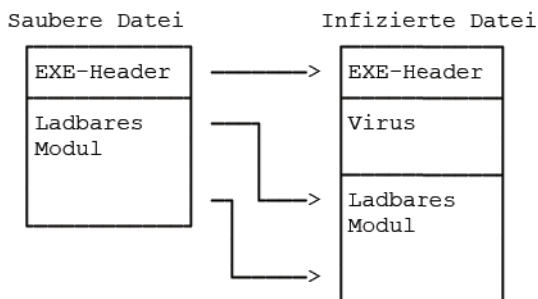 Saubere Datei
Infizierte Datei
EXE-Header
EXE-Header
Ladbares
Modul
Virus
Ladbares
Modul